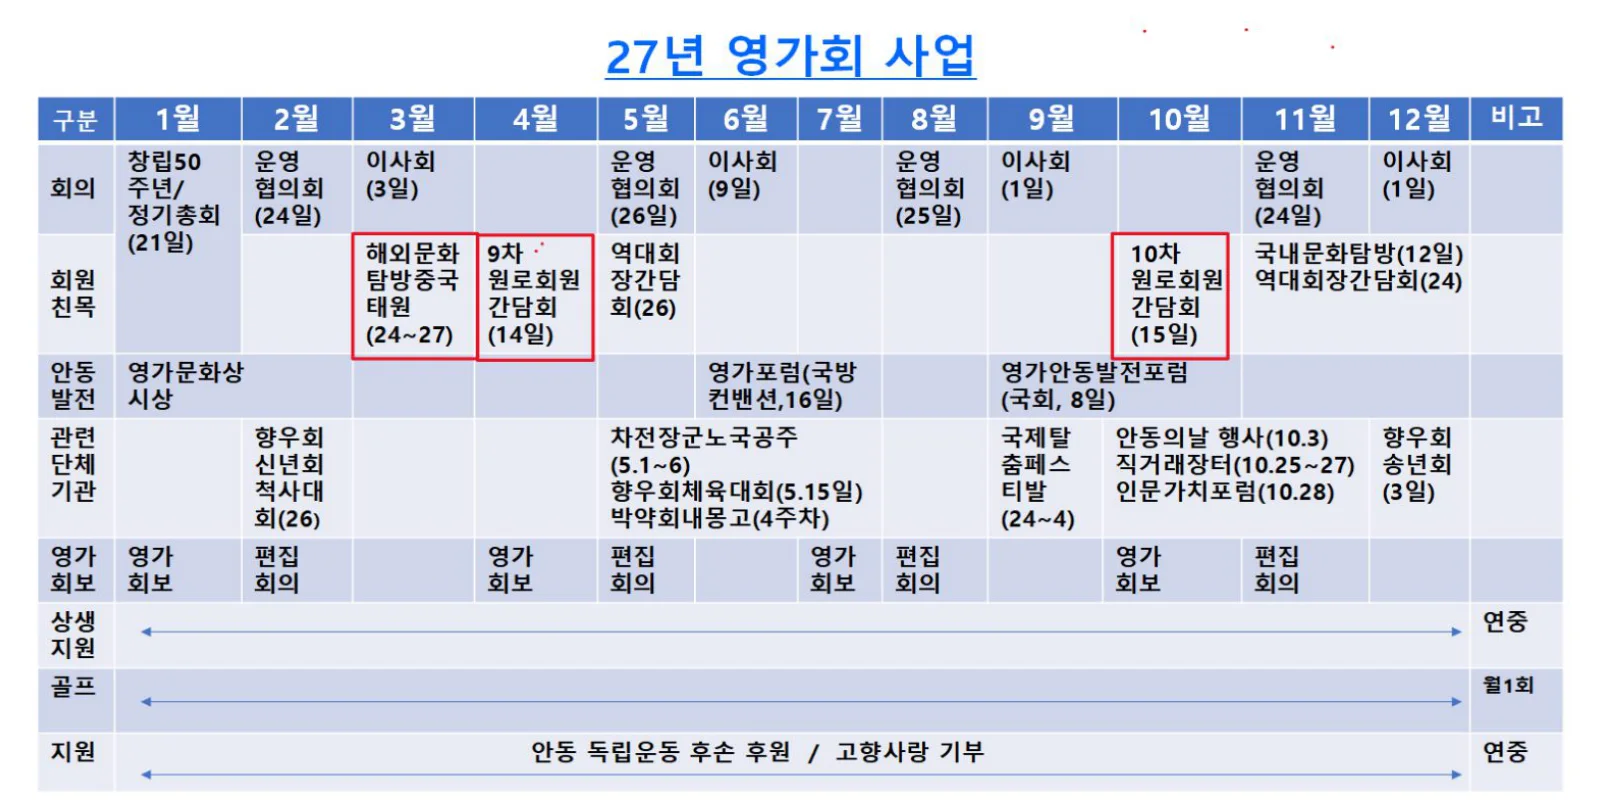 27년 영가회 사업
구분 1월 2월 3월 4월 5월 6월 7월 8월 9월 10월 11월 12월 비고
회의
창립50
주년/
정기총회
(21일)
운영
협의회
(24일)
이사회
(3일)
운영
협의회
(26일)
이사회
(9일)
운영
협의회
(25일)
이사회
(1일)
운영
협의회
(24일)
이사회
(1일)
회원
친목
해외문화
탐방중국
태원
(24~27)
9차
원로회원
간담회
(14일)
역대회
장간담
회(26)
10차
원로회원
간담회
(15일)
국내문화탐방(12일)
역대회장간담회(24)
안동
발전
영가문화상
시상
영가포럼(국방
컨밴션,16일)
영가안동발전포럼
(국회, 8일)
관련
단체
기관
향우회
신년회
척사대
회(26)
차전장군노국공주
(5.1~6)
향우회체육대회(5.15일)
박약회내몽고(4주차)
국제탈
춤페스
티발
(24~4)
안동의날 행사(10.3)
직거래장터(10.25~27)
인문가치포럼(10.28)
향우회
송년회
(3일)
영가
회보
영가
회보
편집
회의
영가
회보
편집
회의
영가
회보
편집
회의
영가
회보
편집
회의
상생
지원
연중
골프
월1회
지원
안동 독립운동 후손 후원 / 고향사랑 기부
연중